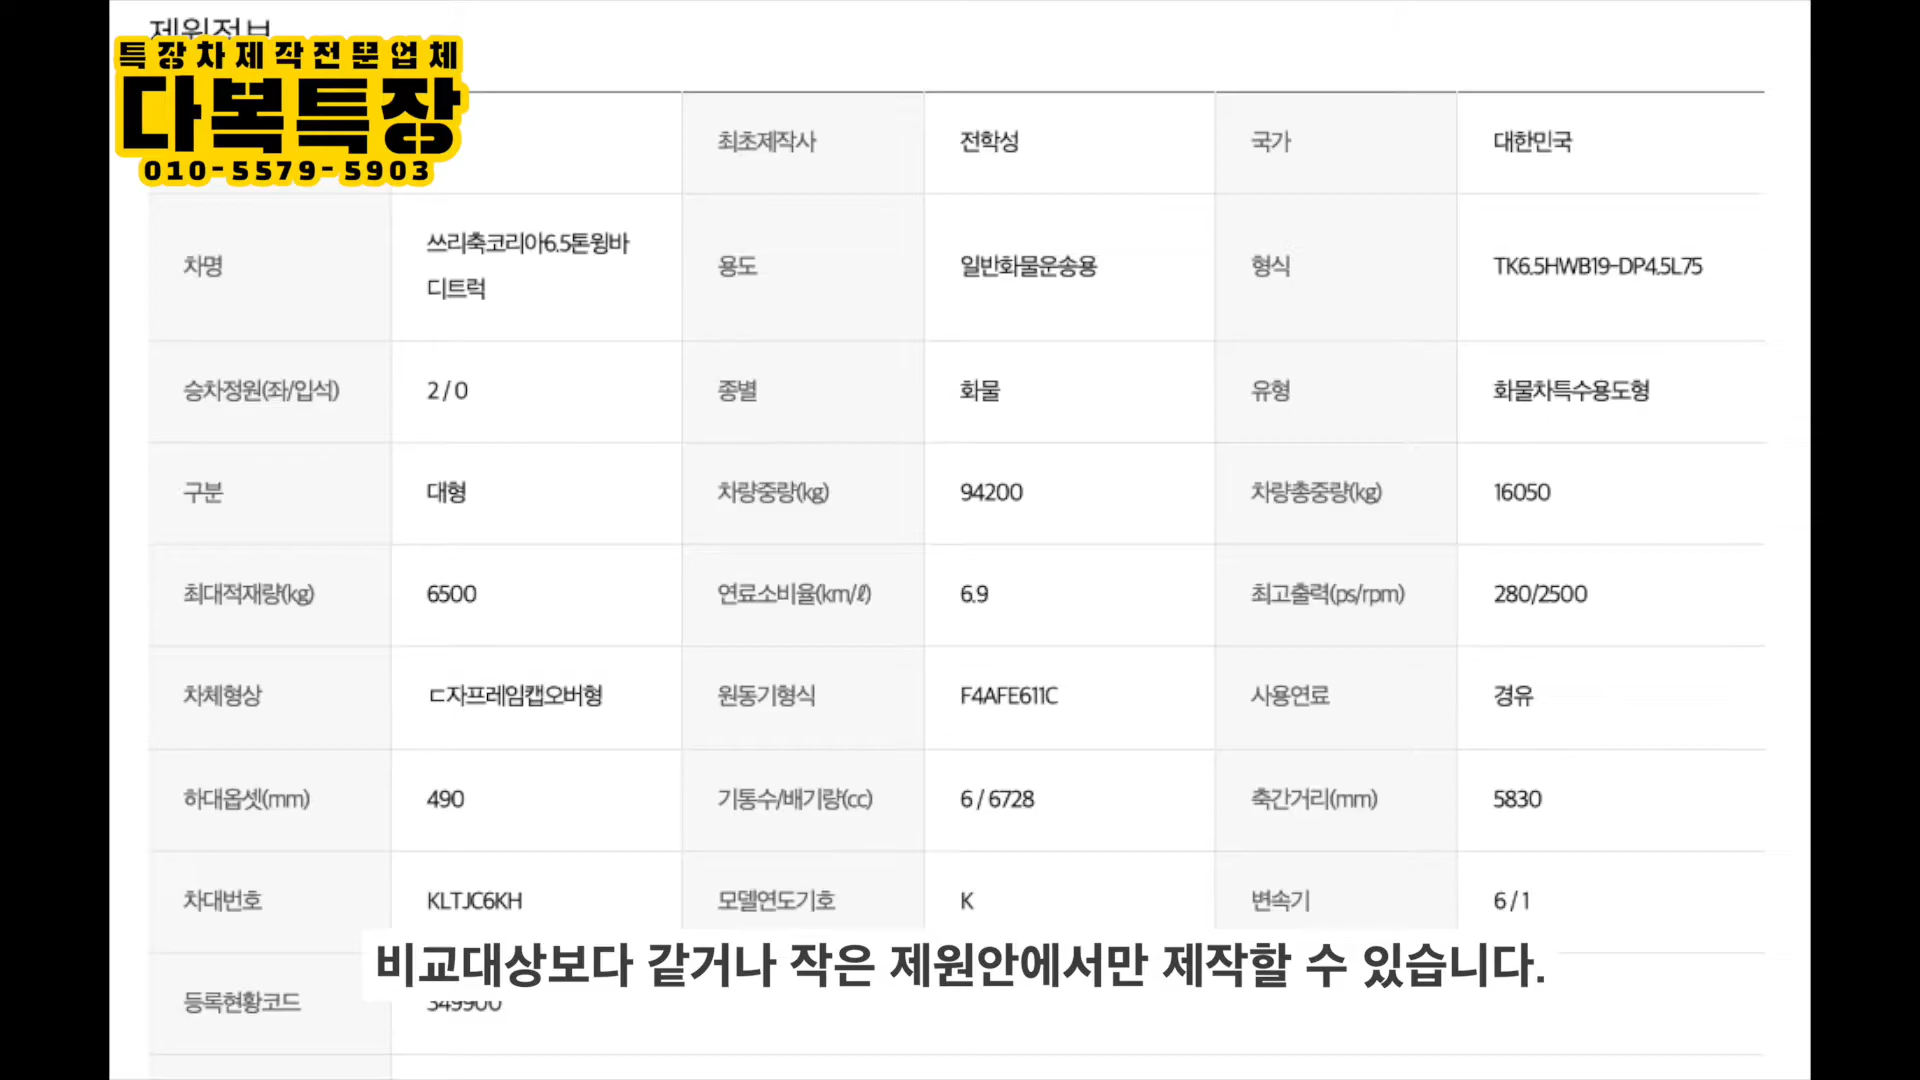 제원정보
특장차제작전문업체
다복특장
010-5579-5903
최초제작사 전학성 국가 대한민국
차명 쓰리축코리아6.5톤윙바디트럭 용도 일반화물운송용 형식 TK6.5HWB19-DP4.5L75
승차정원(좌/입석) 2 / 0 종별 화물 유형 화물차특수용도형
구분 대형 차량중량(kg) 94200 차량총중량(kg) 16050
최대적재량(kg) 6500 연료소비율(km/ℓ) 6.9 최고출력(ps/rpm) 280/2500
차체형상 ㄷ자프레임캡오버형 원동기형식 F4AFE611C 사용연료 경유
하대옵셋(mm) 490 기통수/배기량(cc) 6 / 6728 축간거리(mm) 5830
차대번호 KLTJC6KH 모델연도기호 K 변속기 6 / 1
비교대상보다 같거나 작은 제원안에서만 제작할 수 있습니다.
등록현황코드 349900